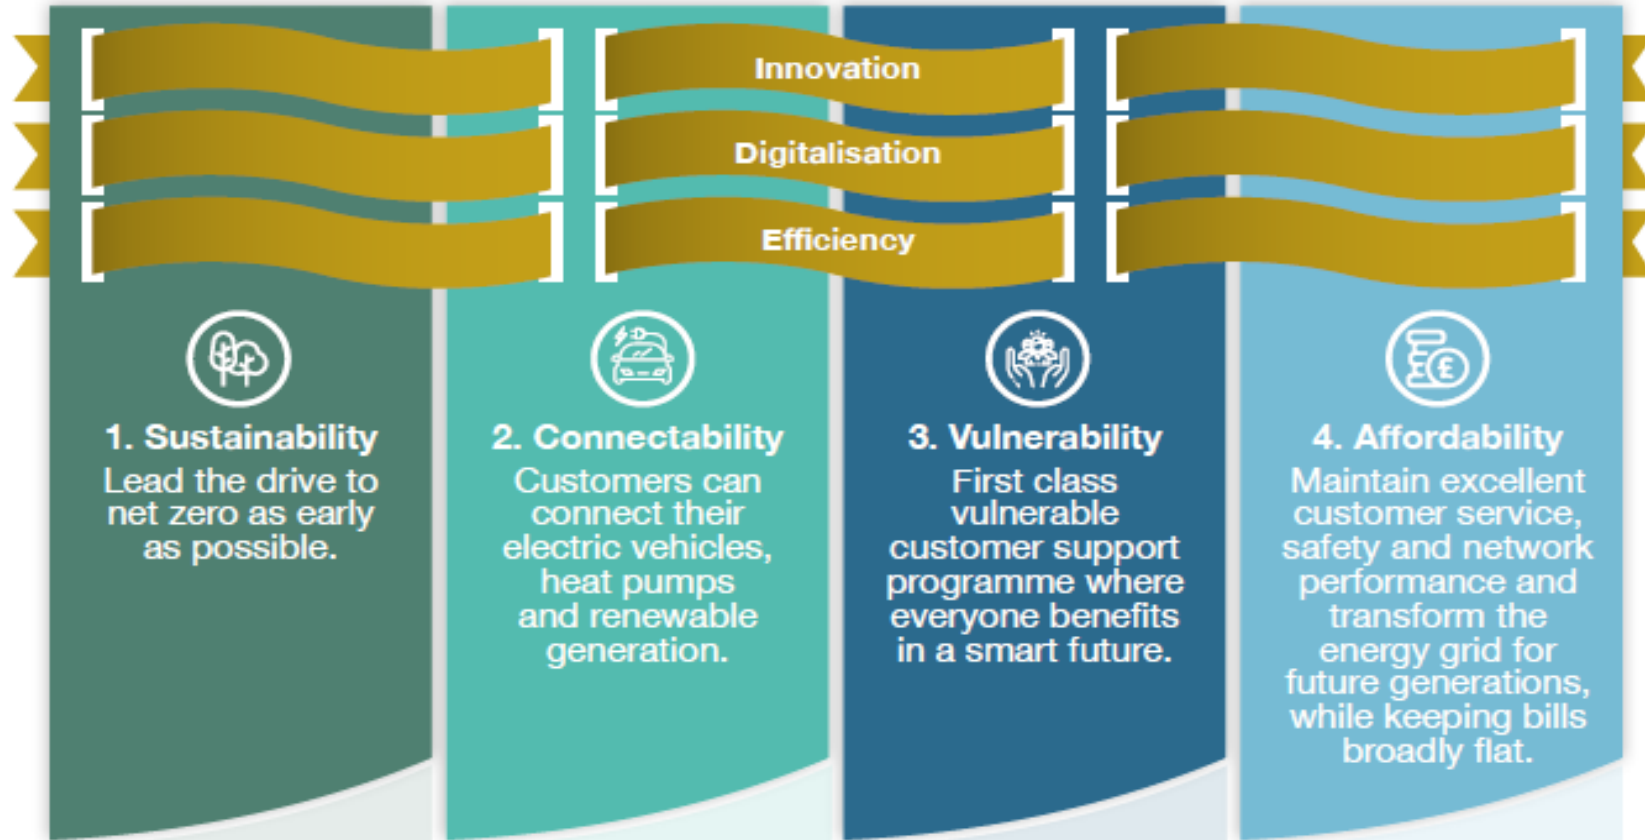 Innovation
Digitalisation
Efficiency
1. Sustainability
Lead the drive to
net zero as early
as possible.
2. Connectability
Customers can
connect their
electric vehicles,
heat pumps
and renewable
generation.
3. Vulnerability
First class
vulnerable
customer support
programme where
everyone benefits
in a smart future.
£
4. Affordability
Maintain excellent
customer service,
safety and network
performance and
transform the
energy grid for
future generations,
while keeping bills
broadly flat.